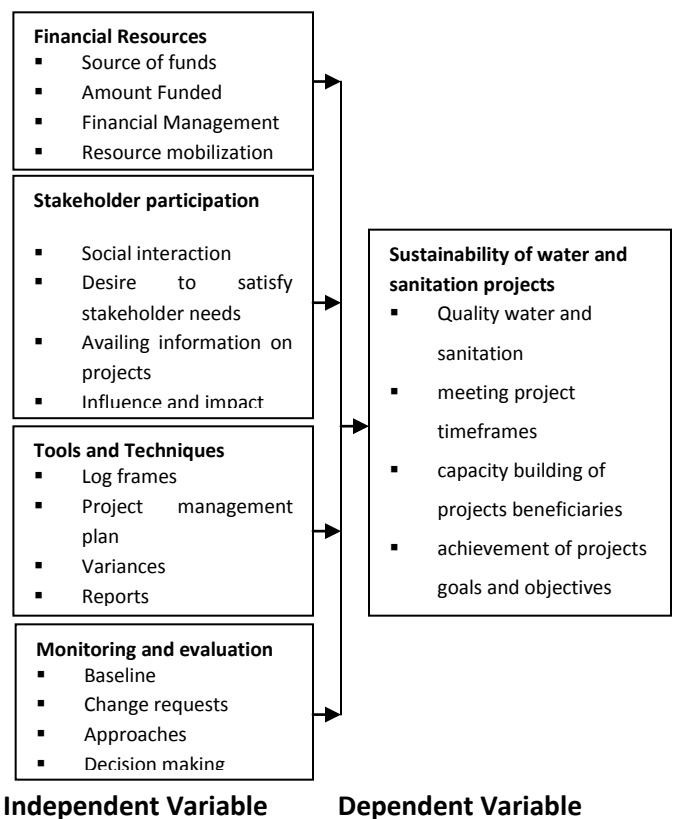 Financial Resources
▪ Source of funds
▪ Amount Funded
▪ Financial Management
▪ Resource mobilization
Stakeholder participation
▪ Social interaction
▪ Desire to satisfy
stakeholder needs
▪ Availing information on
projects
▪ Influence and impact
Tools and Techniques
▪ Log frames
▪ Project management
plan
▪ Variances
▪ Reports
Monitoring and evaluation
▪ Baseline
▪ Change requests
▪ Approaches
▪ Decision making
Sustainability of water and
sanitation projects
▪ Quality water and
sanitation
▪ meeting project
timeframes
▪ capacity building of
projects beneficiaries
▪ achievement of projects
goals and objectives
Independent Variable
Dependent Variable